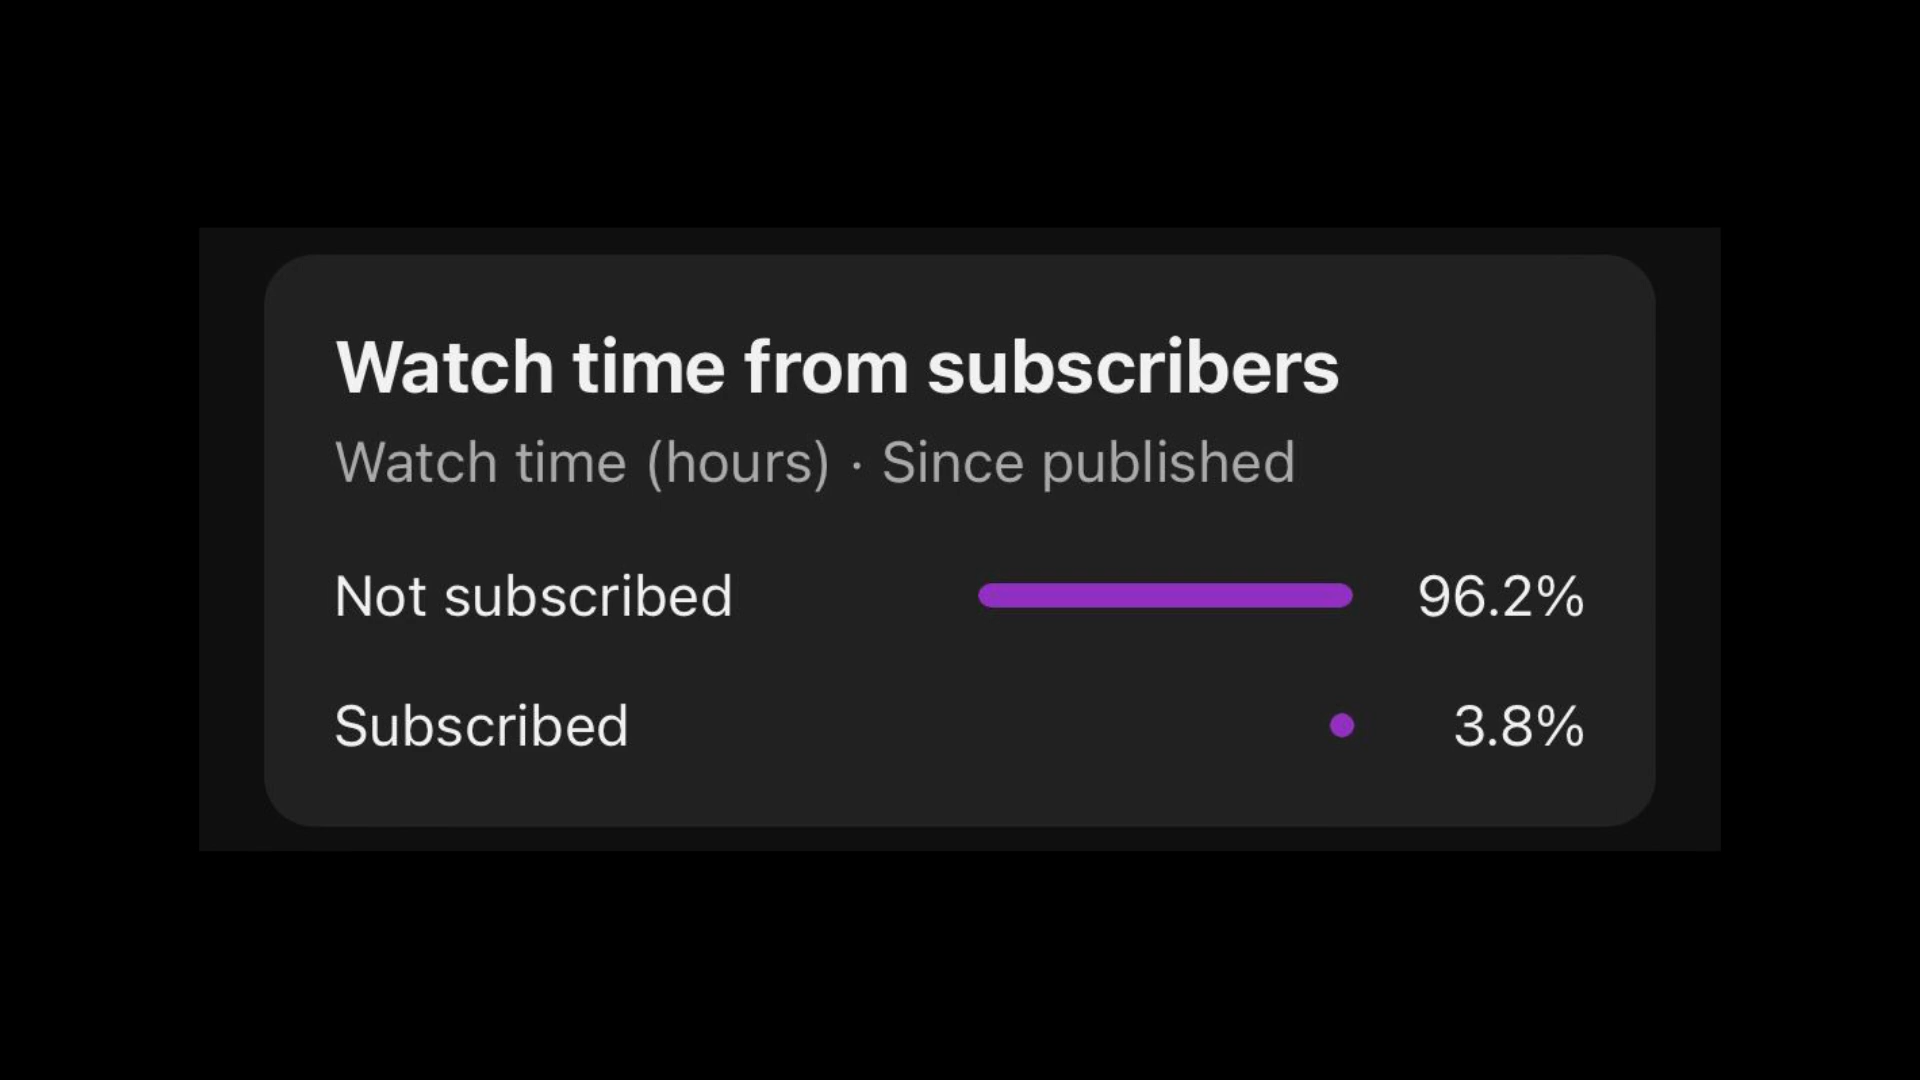 Watch time from subscribers
Watch time (hours) · Since published
Not subscribed 96.2%
Subscribed 3.8%